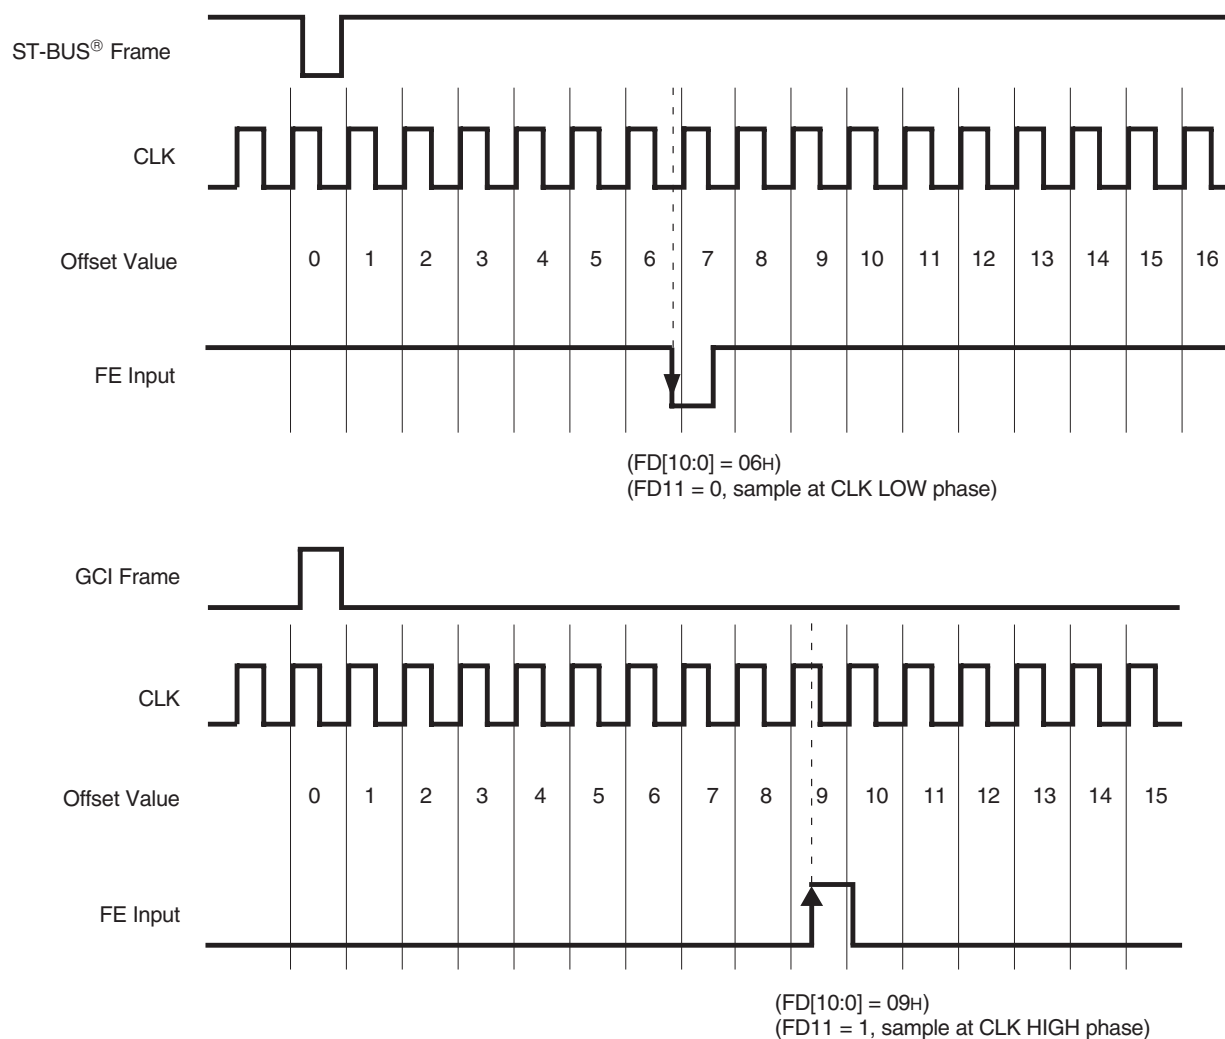 ST-BUS® Frame
CLK
Offset Value 0 1 2 3 4 5 6 7 8 9 10 11 12 13 14 15 16
FE Input
(FD[10:0] = 06H)
(FD11 = 0, sample at CLK LOW phase)
GCI Frame
CLK
Offset Value 0 1 2 3 4 5 6 7 8 9 10 11 12 13 14 15
FE Input
(FD[10:0] = 09H)
(FD11 = 1, sample at CLK HIGH phase)